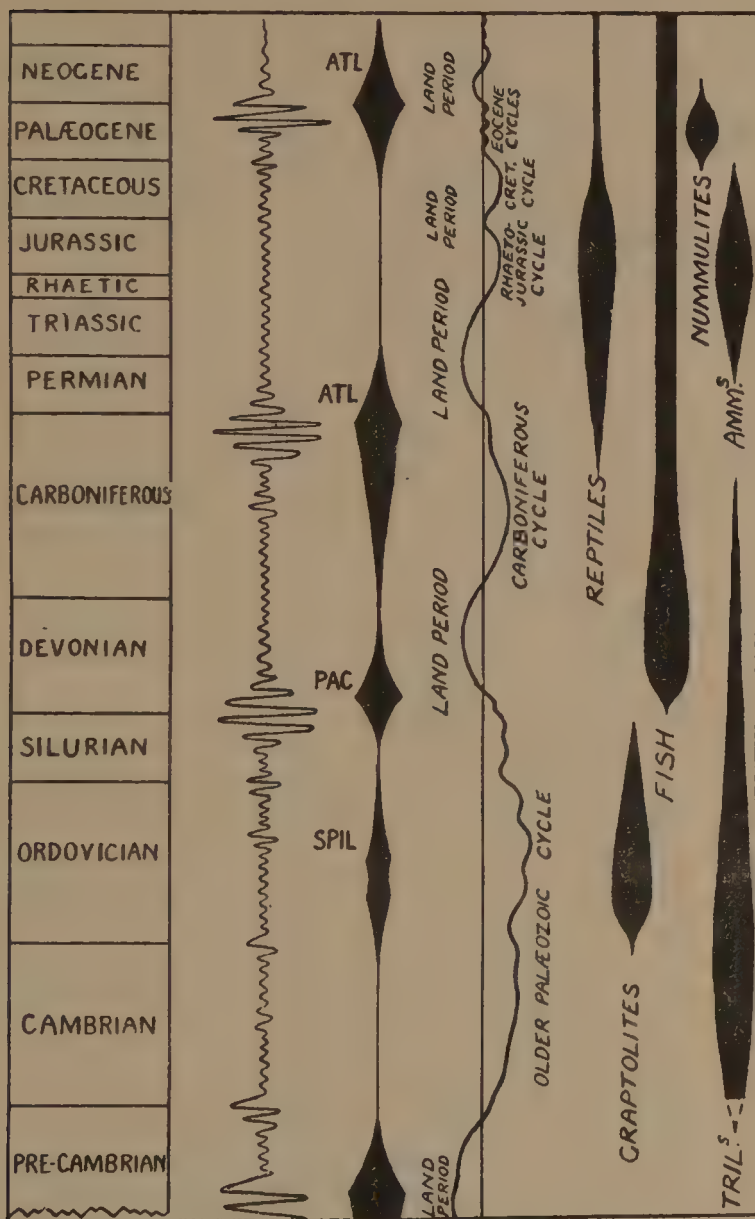 NEOGENE
PALÆOGENE
CRETACEOUS
JURASSIC
RHAETIC
TRIASSIC
PERMIAN
CARBONIFEROUS
DEVONIAN
SILURIAN
ORDOVICIAN
CAMBRIAN
PRE-CAMBRIAN
ATL
ATL
PAC
SPIL
LAND
PERIOD
LAND
PERIOD
LAND PERIOD
LAND PERIOD
LAND
PERIOD
EOCENE
CYCLES
CRET.
CYCLE
RHAETO-
JURASSIC
CYCLE
CARBONIFEROUS
CYCLE
OLDER PALÆOZOIC CYCLE
REPTILES
GRAPTOLITES
FISH
NUMMULITES
AMM.S
TRIL.S